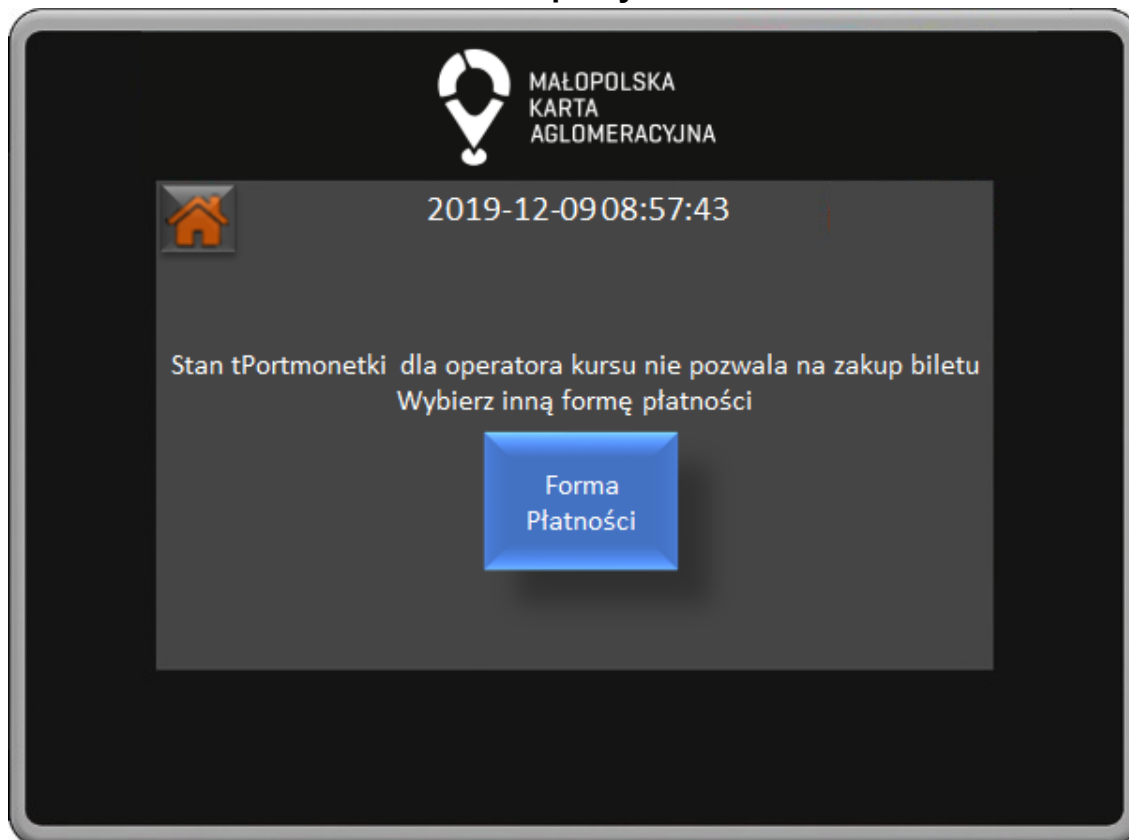 MAŁOPOLSKA
KARTA
AGLOMERACYJNA
2019-12-09 08:57:43
Stan tPortmonetki dla operatora kursu nie pozwala na zakup biletu
Wybierz inną formę płatności
Forma
Płatności